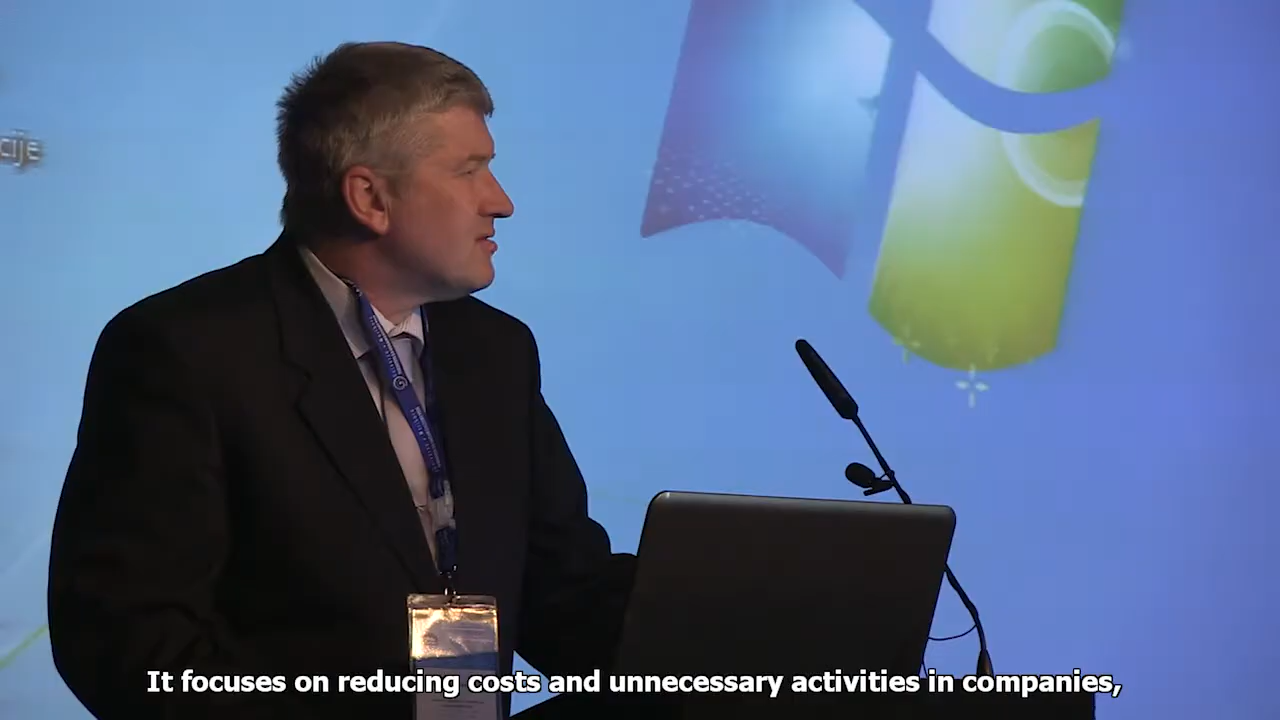 cije
It focuses on reducing costs and unnecessary activities in companies,